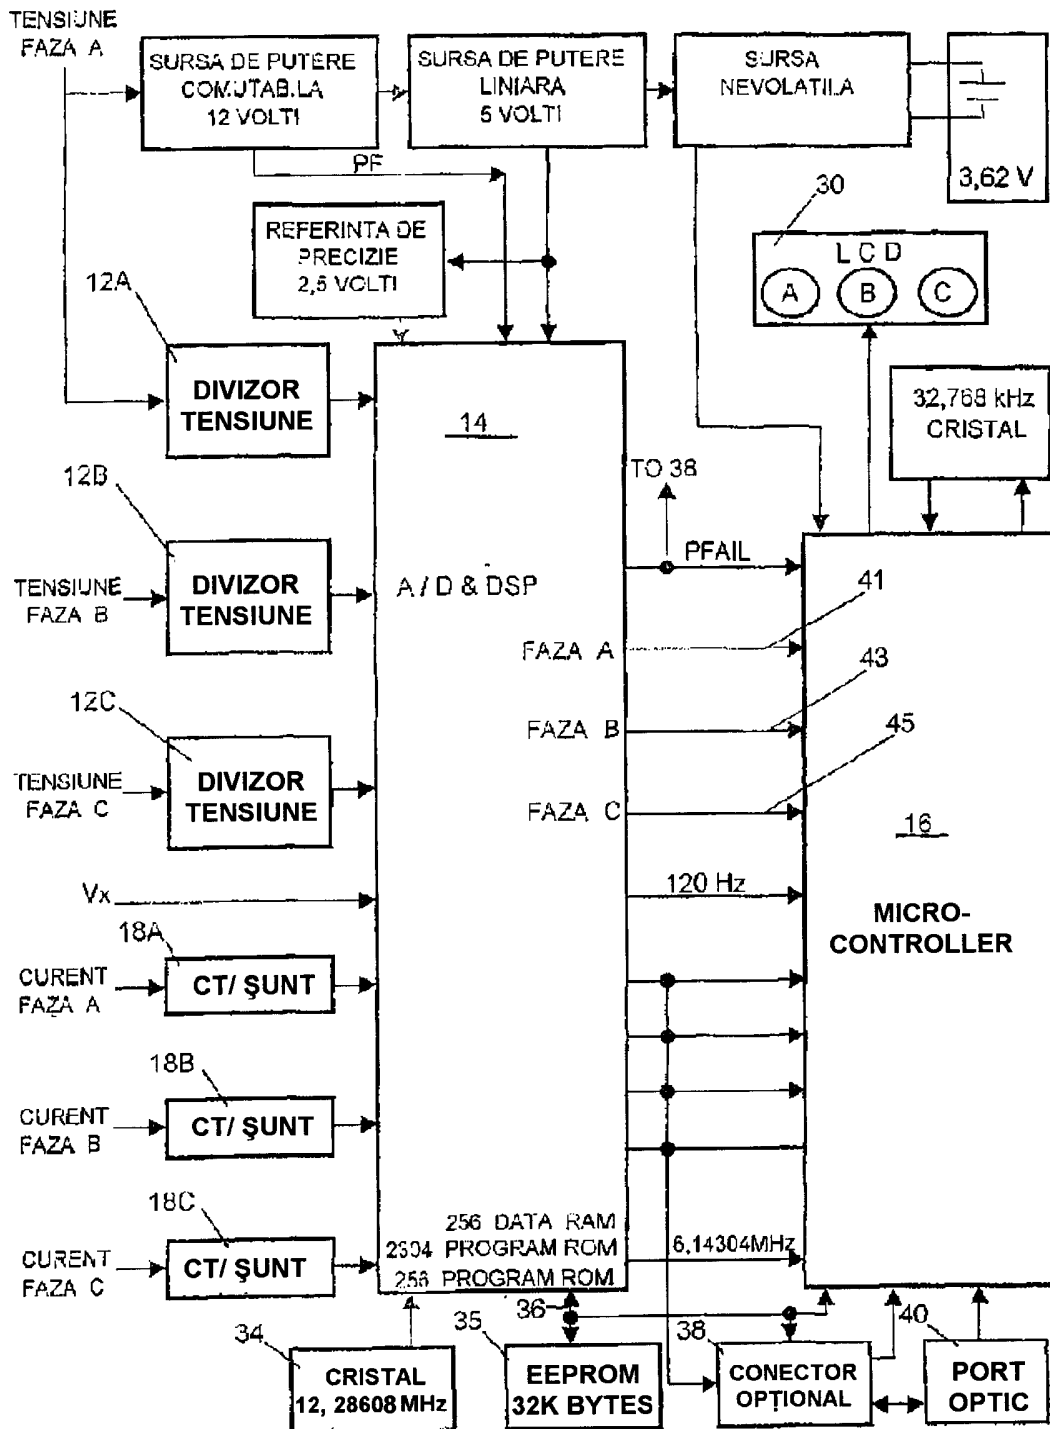 TENSIUNE
FAZA A
SURSA DE PUTERE
COMUTAB.LA
12 VOLTI
SURSA DE PUTERE
LINIARA
5 VOLTI
SURSA
NEVOLATILA
3,62 V
PF
REFERINTA DE
PRECIZIE
2,5 VOLTI
30
LCD
A
B
C
12A
DIVIZOR
TENSIUNE
14
32,768 kHz
CRISTAL
TO 38
12B
TENSIUNE
FAZA B
DIVIZOR
TENSIUNE
A / D & DSP
PFAIL
41
FAZA A
43
FAZA B
45
FAZA C
12C
TENSIUNE
FAZA C
DIVIZOR
TENSIUNE
16
MICRO-
CONTROLLER
Vx
120 Hz
18A
CURENT
FAZA A
CT/ ŞUNT
18B
CURENT
FAZA B
CT/ ŞUNT
18C
CURENT
FAZA C
CT/ ŞUNT
256 DATA RAM
2304 PROGRAM ROM
256 PROGRAM ROM
6,14304MHz
36
34
CRISTAL
12, 28608 MHz
35
EEPROM
32K BYTES
38
CONECTOR
OPŢIONAL
40
PORT
OPTIC